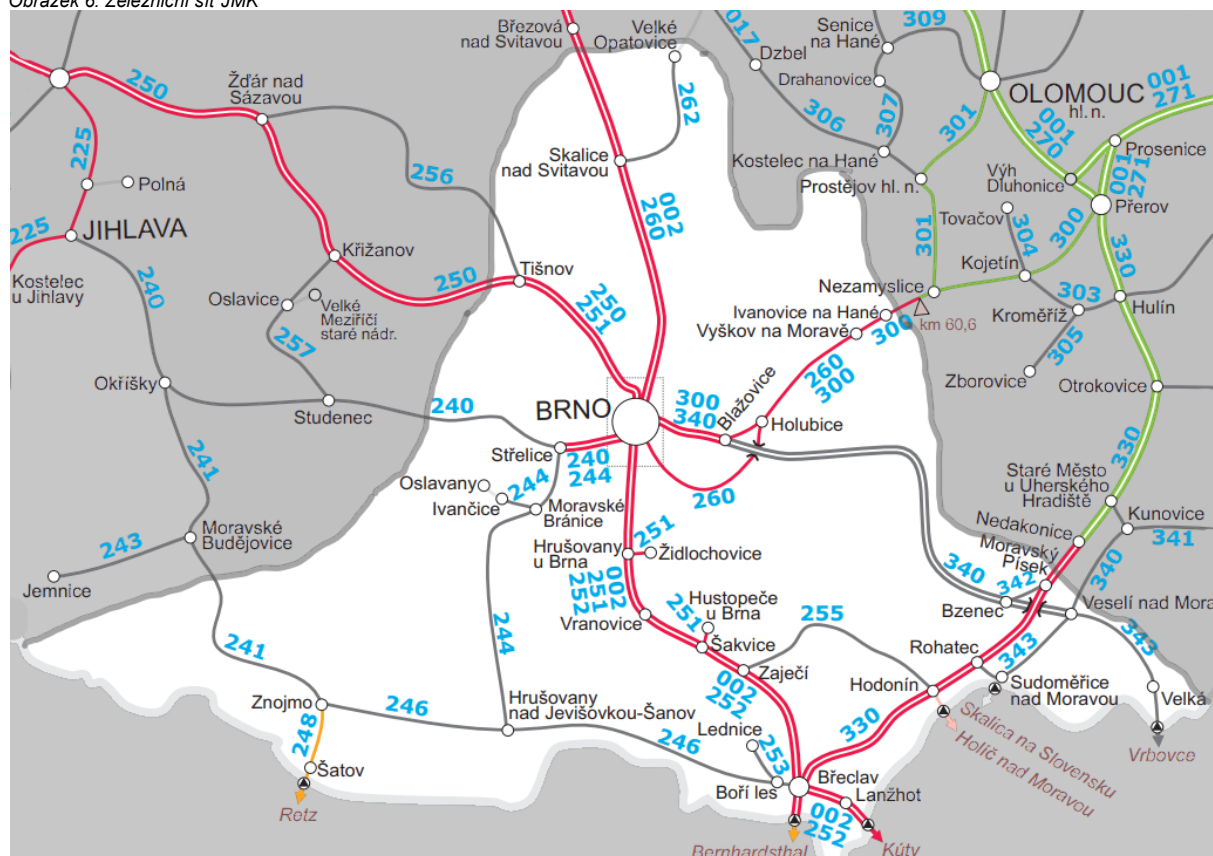 Obrázek 6. Železniční síť JMK
Březová
nad Svitavou
Velké
Opatovice
017
Dzbel
Senice
na Hané
309
Drahanovice
OLOMOUC
hl. n.
001
271
250
Žďár nad
Sázavou
262
306
307
301
001
270
Prosenice
225
Polná
256
Skalice
nad Svitavou
Kostelec na Hané
Prostějov hl. n.
Výh
Dluhonice
001
271
Přerov
JIHLAVA
225
002
260
Tovačov
304
300
301
330
Kostelec
u Jihlavy
240
Křižanov
250
Tišnov
Kojetín
Oslavice
Velké
Meziříčí
staré nádr.
250
251
Nezamyslice
Ivanovice na Hané
Vyškov na Moravě
300
km 60,6
303
Kroměříž
Hulín
257
305
Zborovice
Okříšky
Studenec
240
BRNO
300
340
Blažovice
260
300
Holubice
Otrokovice
Střelice
240
244
260
330
241
Oslavany
244
Ivančice
Moravské
Bránice
Staré Město
u Uherského
Hradiště
Kunovice
Moravské
Budějovice
243
Jemnice
251
Hrušovany
u Brna
Židlochovice
Nedakonice
Moravský
Písek
341
340
340
342
Bzenec
Veselí nad Mora
002
251
252
Vranovice
Hustopeče
u Brna
251
Šakvice
255
244
241
Zaječí
Rohatec
343
343
002
252
Hodonín
Sudoměřice
nad Moravou
Velká
Znojmo
246
Hrušovany
nad Jevišovkou-Šanov
248
Šatov
Retz
246
Lednice
253
330
Skalica na Slovensku
Holíč nad Moravou
Vrbovce
Boří les
Břeclav
Lanžhot
002
252
Bernhardsthal
Kúty